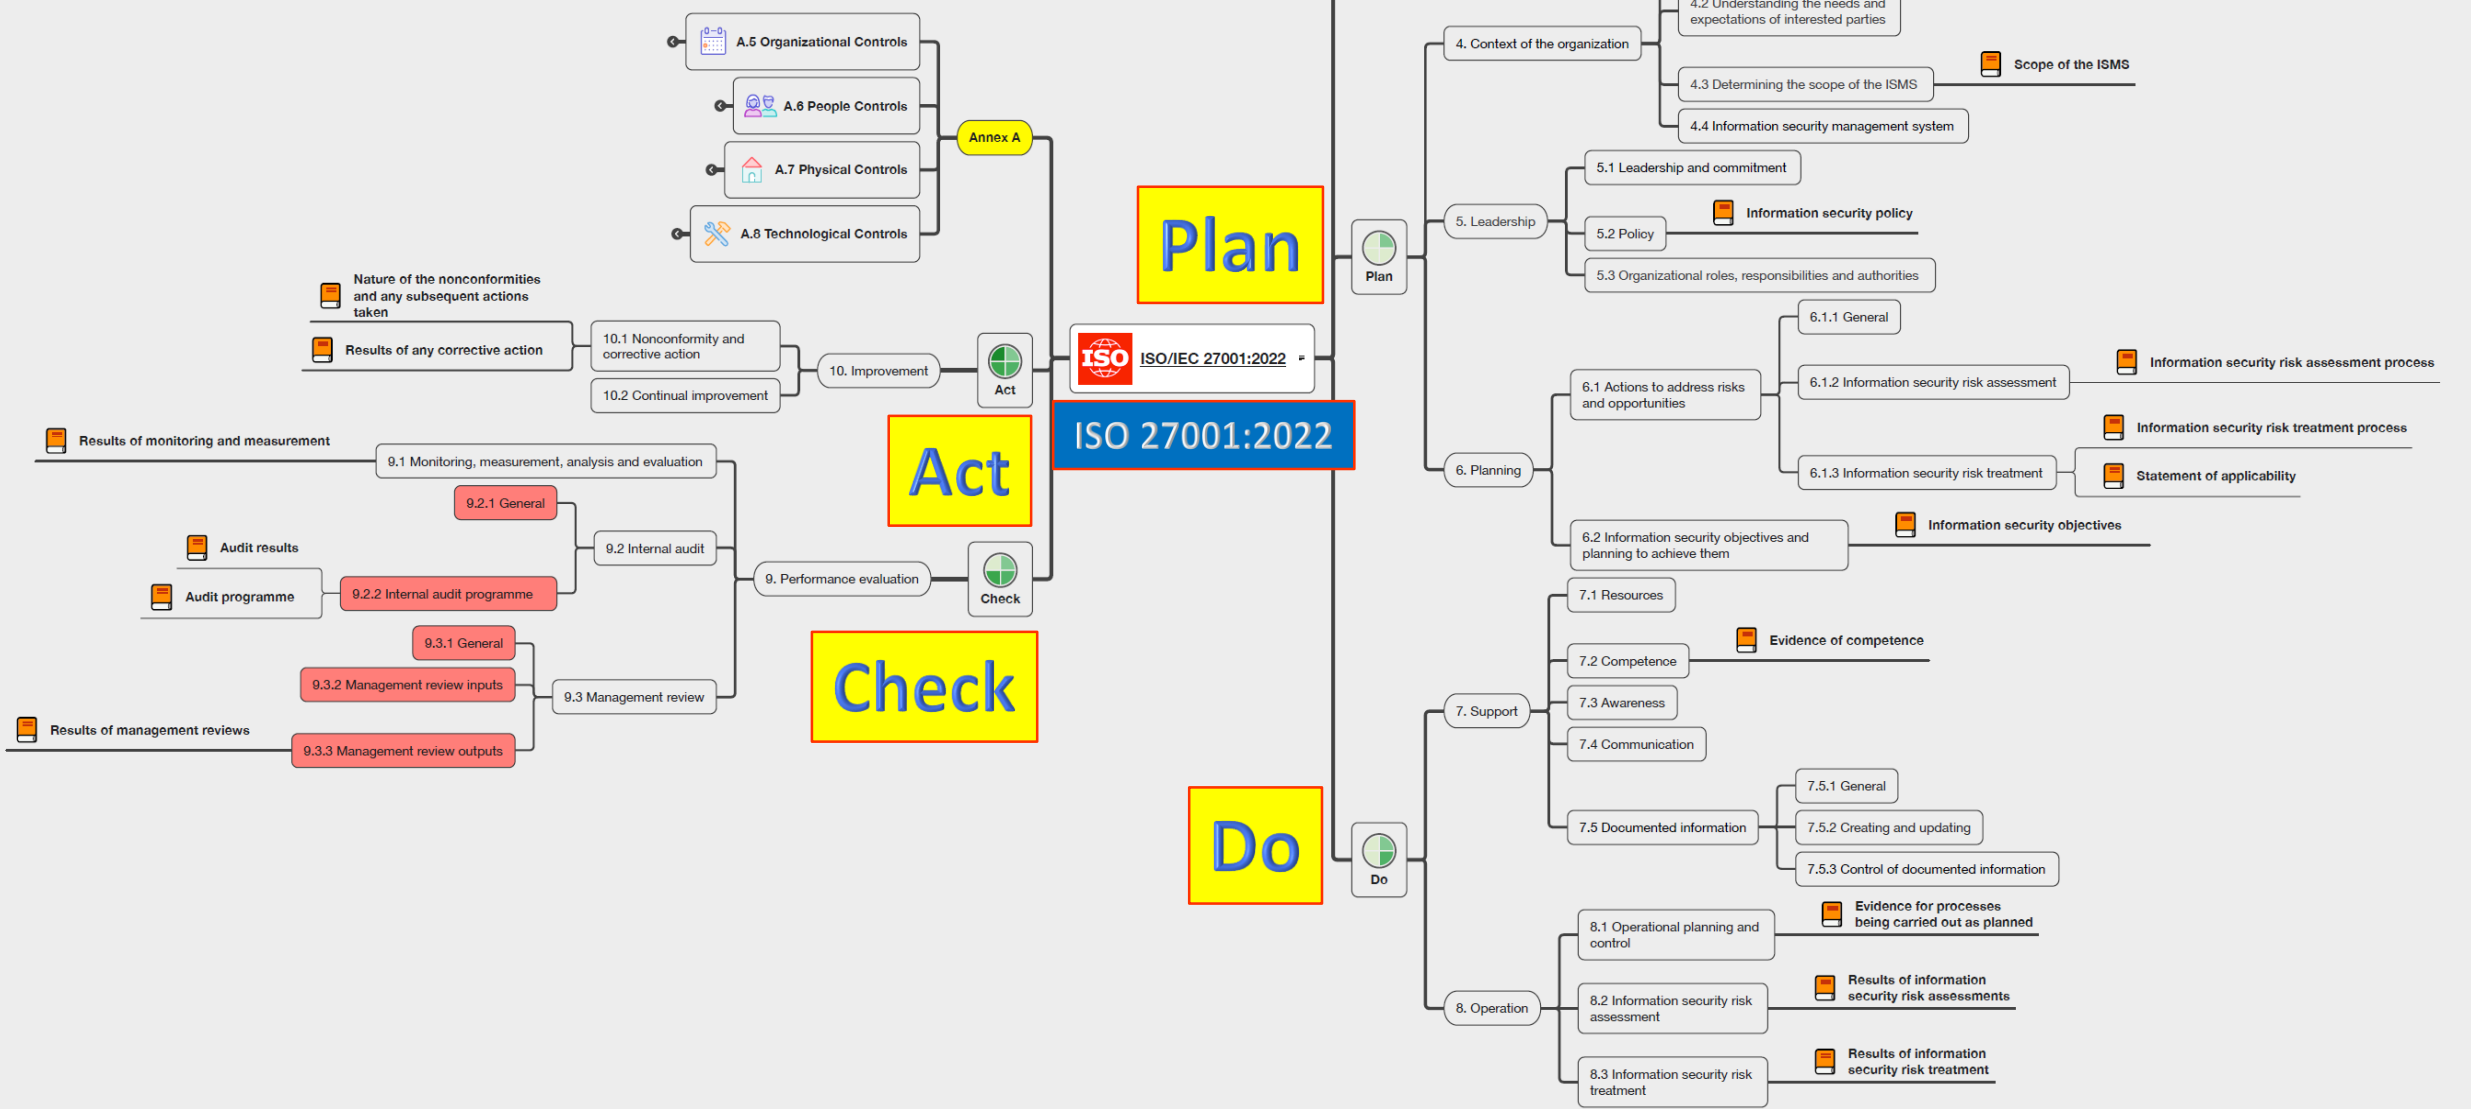 A.5 Organizational Controls
A.6 People Controls
A.7 Physical Controls
A.8 Technological Controls
Annex A
Nature of the nonconformities
and any subsequent actions
taken
Results of any corrective action
10.1 Nonconformity and
corrective action
10.2 Continual improvement
10. Improvement
Act
Act
Results of monitoring and measurement
9.1 Monitoring, measurement, analysis and evaluation
9.2.1 General
Audit results
Audit programme
9.2.2 Internal audit programme
9.2 Internal audit
9. Performance evaluation
Check
Check
9.3.1 General
9.3.2 Management review inputs
Results of management reviews
9.3.3 Management review outputs
9.3 Management review
ISO
ISO/IEC 27001:2022
ISO 27001:2022
Plan
Plan
4. Context of the organization
4.2 Understanding the needs and
expectations of interested parties
4.3 Determining the scope of the ISMS
Scope of the ISMS
4.4 Information security management system
5. Leadership
5.1 Leadership and commitment
5.2 Policy
Information security policy
5.3 Organizational roles, responsibilities and authorities
6. Planning
6.1 Actions to address risks
and opportunities
6.1.1 General
6.1.2 Information security risk assessment
Information security risk assessment process
6.1.3 Information security risk treatment
Information security risk treatment process
Statement of applicability
6.2 Information security objectives and
planning to achieve them
Information security objectives
Do
Do
7. Support
7.1 Resources
7.2 Competence
Evidence of competence
7.3 Awareness
7.4 Communication
7.5 Documented information
7.5.1 General
7.5.2 Creating and updating
7.5.3 Control of documented information
8. Operation
8.1 Operational planning and
control
Evidence for processes
being carried out as planned
8.2 Information security risk
assessment
Results of information
security risk assessments
8.3 Information security risk
treatment
Results of information
security risk treatment